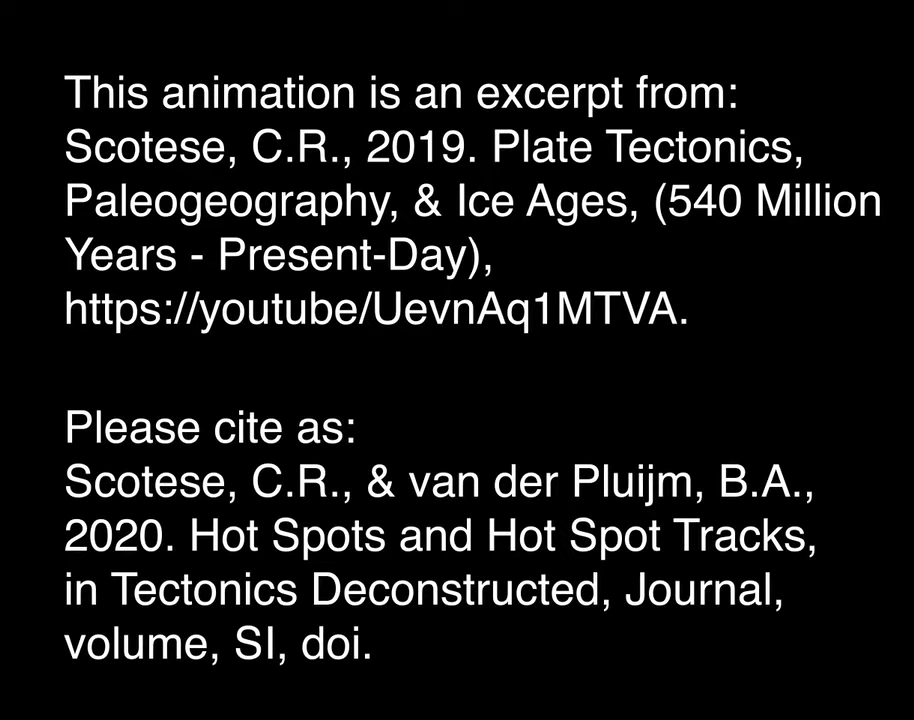 This animation is an excerpt from:
Scotese, C.R., 2019. Plate Tectonics,
Paleogeography, & Ice Ages, (540 Million
Years - Present-Day),
https://youtube/UevnAq1MTVA.
Please cite as:
Scotese, C.R., & van der Pluijm, B.A.,
2020. Hot Spots and Hot Spot Tracks,
in Tectonics Deconstructed, Journal,
volume, SI, doi.